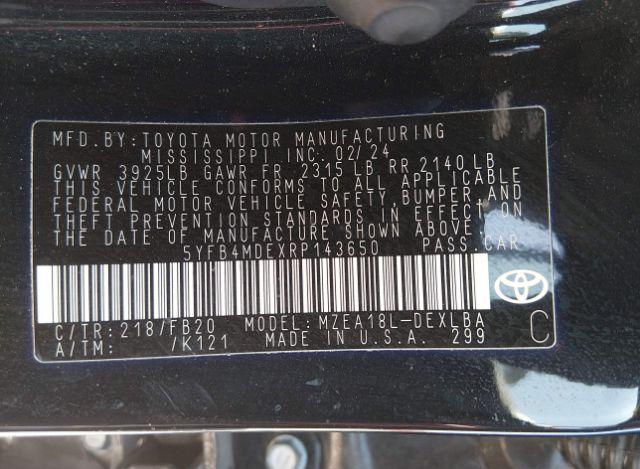 MFD.BY:TOYOTA MOTOR MANUFACTURING
MISSISSIPPI INC. 02/24
GVWR 3925LB GAWR FR 2315 LB RR 2140 LB
THIS VEHICLE CONFORMS TO ALL APPLICABLE
FEDERAL MOTOR VEHICLE SAFETY, BUMPER, AND
THEFT PREVENTION STANDARDS IN EFFECT ON
THE DATE OF MANUFACTURE SHOWN ABOVE.
5YFB4MDEXRP143650 PASS.CAR
C/TR:218/FB20 MODEL:MZEA18L-DEXLBA C
A/TM: /K121 MADE IN U.S.A. 299